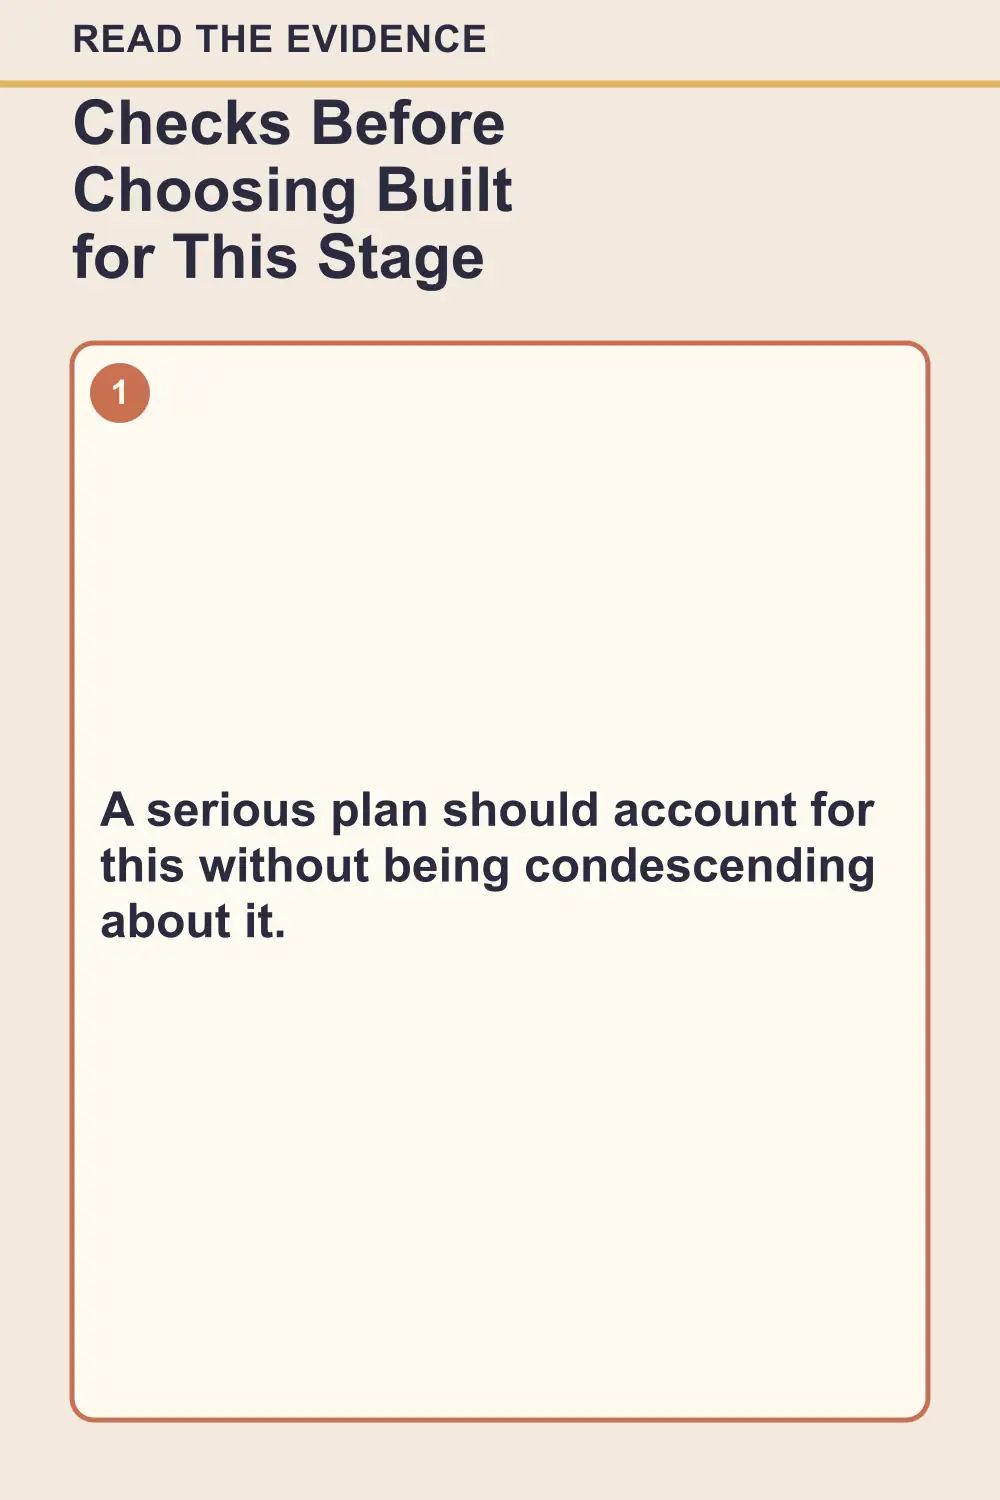 READ THE EVIDENCE
Checks Before
Choosing Built
for This Stage
1
A serious plan should account for
this without being condescending
about it.